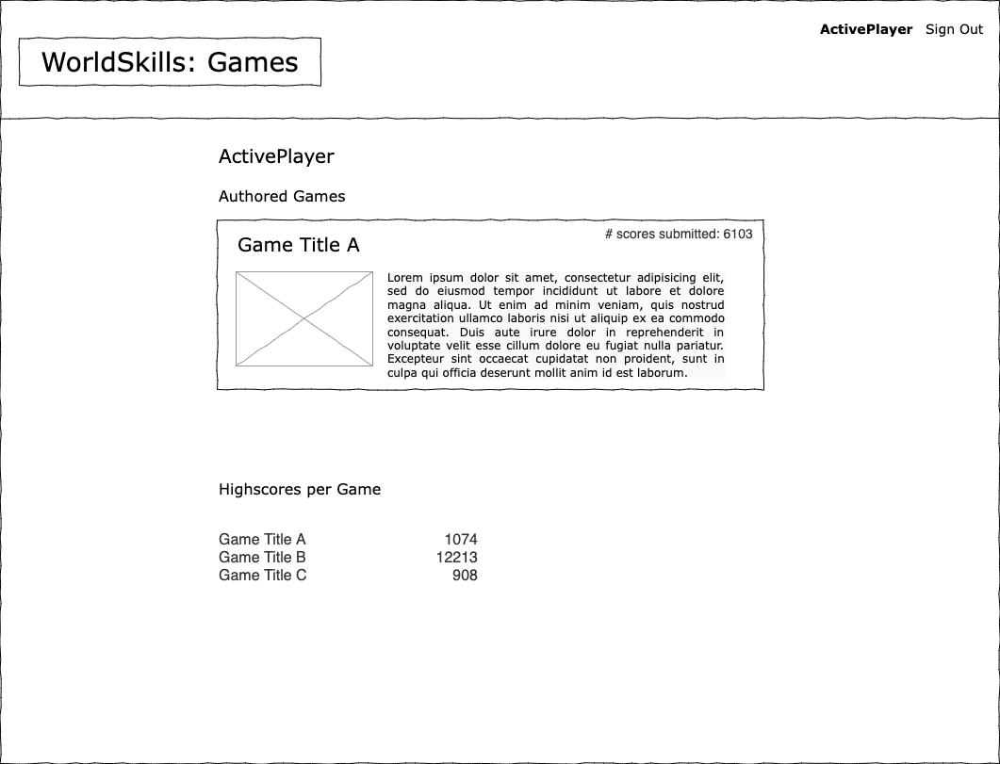 ActivePlayer Sign Out
WorldSkills: Games
ActivePlayer
Authored Games
# scores submitted: 6103
Game Title A
Lorem ipsum dolor sit amet, consectetur adipisicing elit,
sed do eiusmod tempor incididunt ut labore et dolore
magna aliqua. Ut enim ad minim veniam, quis nostrud
exercitation ullamco laboris nisi ut aliquip ex ea commodo
consequat. Duis aute irure dolor in reprehenderit in
voluptate velit esse cillum dolore eu fugiat nulla pariatur.
Excepteur sint occaecat cupidatat non proident, sunt in
culpa qui officia deserunt mollit anim id est laborum.
Highscores per Game
Game Title A 1074
Game Title B 12213
Game Title C 908